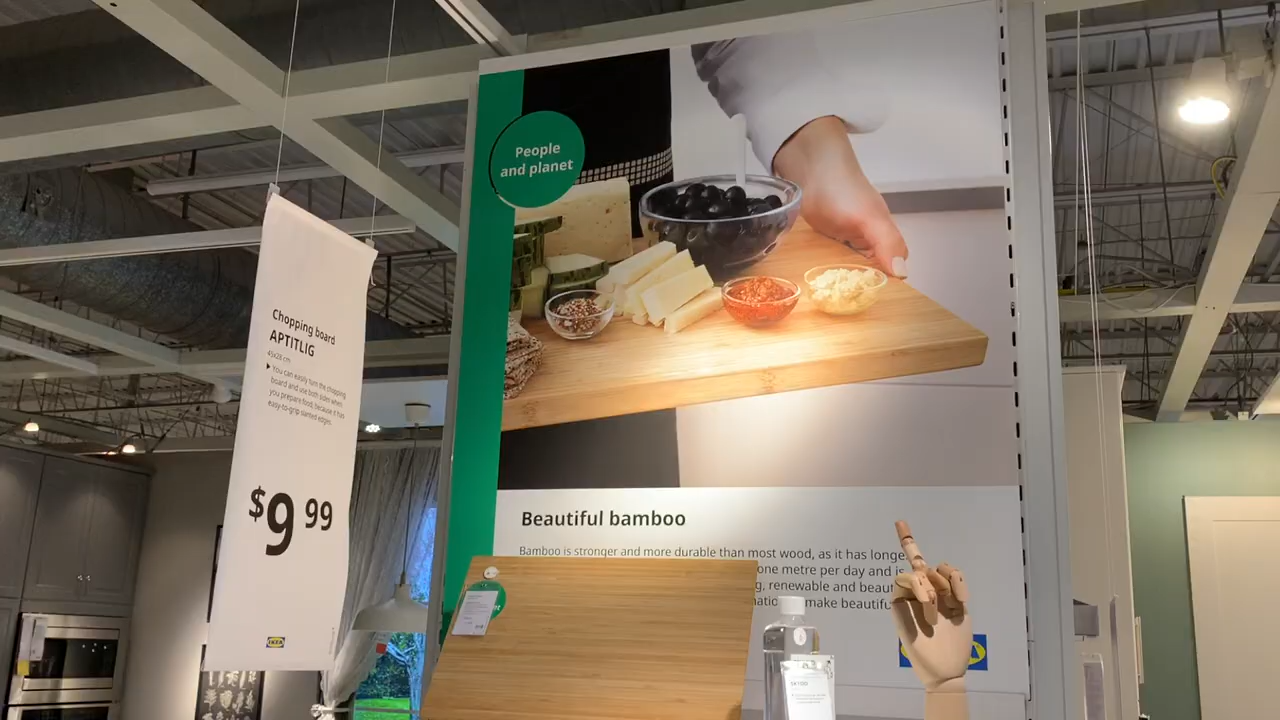 People
and planet
Chopping board
APTITLIG
45x28 cm
You can easily turn the chopping
board and use both sides when
you prepare food, because it has
easy-to-grip slanted edges.
$9 99
IKEA
Beautiful bamboo
Bamboo is stronger and more durable than most wood, as it has longe
one metre per day and is
g, renewable and beaut
make beautifu